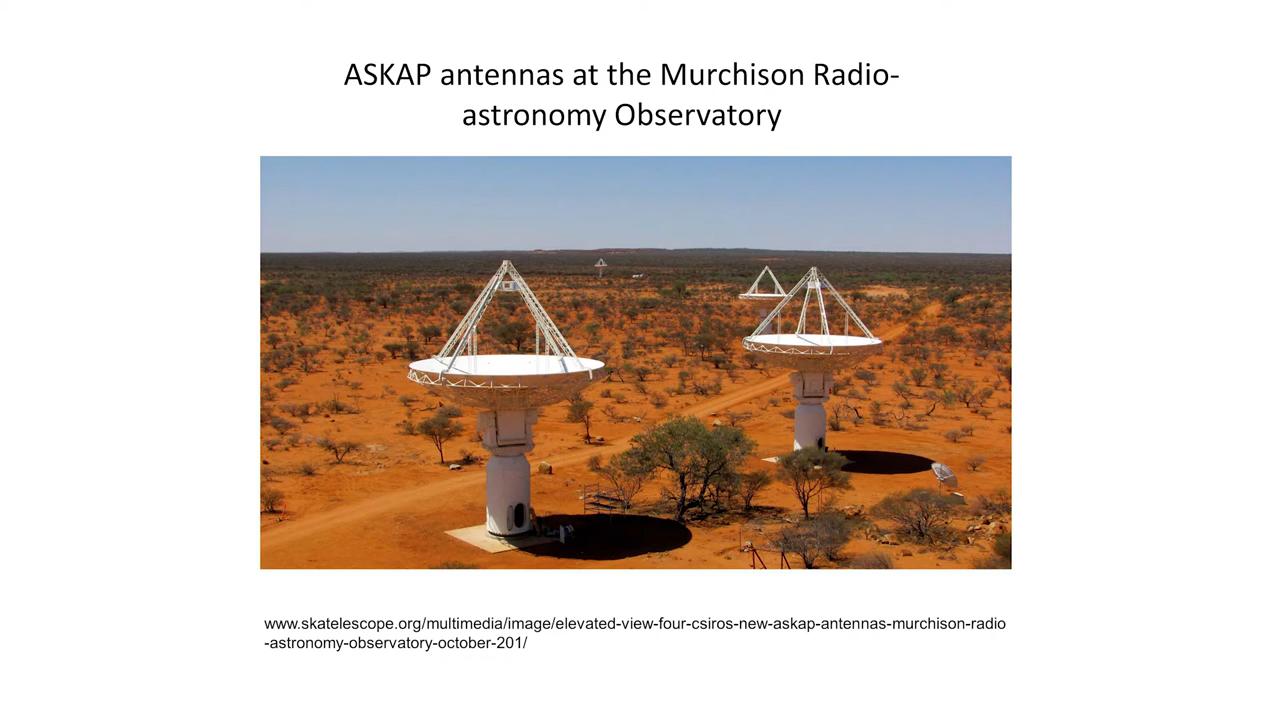 ASKAP antennas at the Murchison Radio-
astronomy Observatory
www.skatelescope.org/multimedia/image/elevated-view-four-csiros-new-askap-antennas-murchison-radio
-astronomy-observatory-october-201/